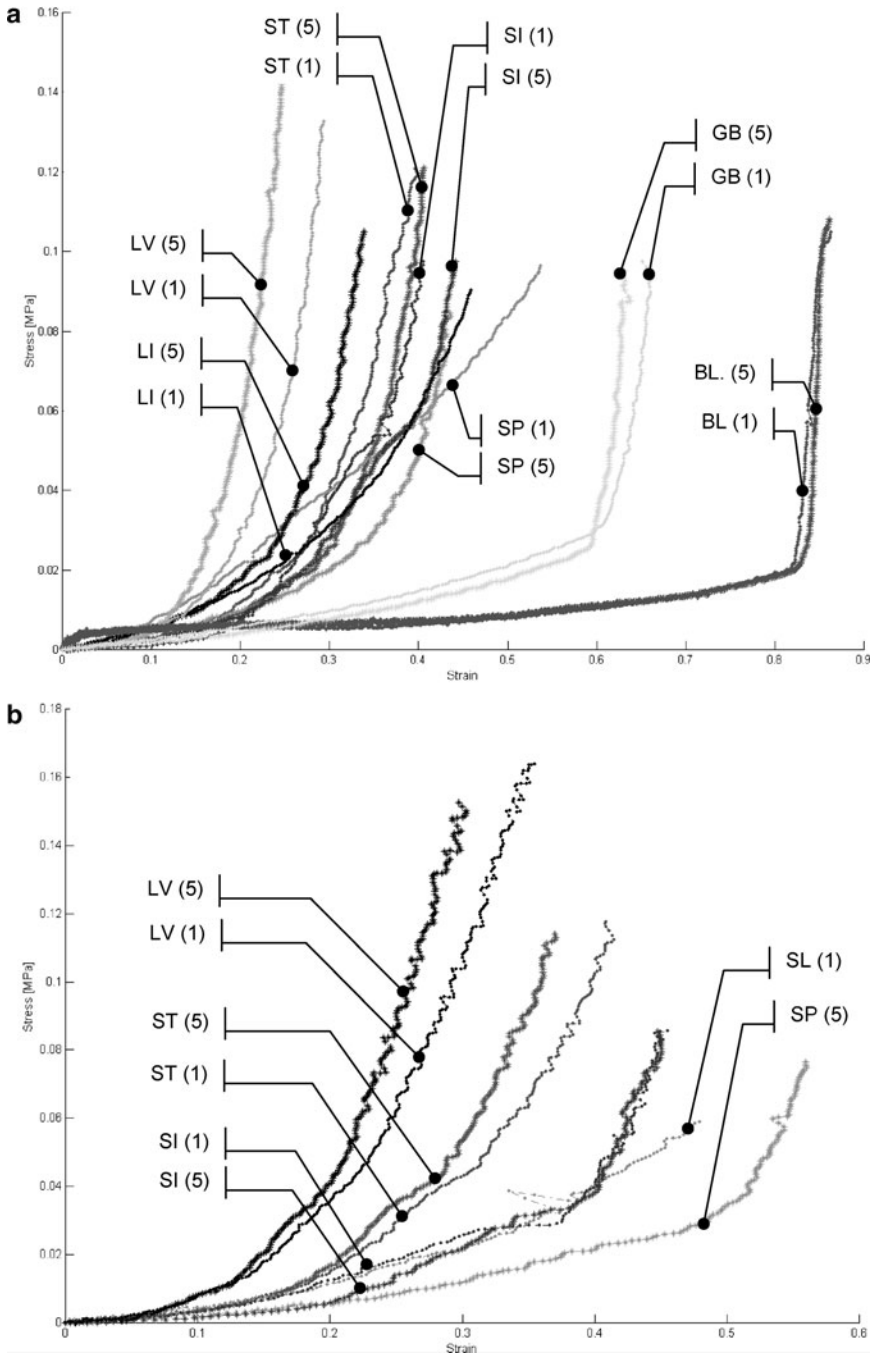 a
0.16
0.14
0.12
0.1
0.08
0.06
0.04
0.02
0
Stress [MPa]
ST (5)
ST (1)
SI (1)
SI (5)
GB (5)
GB (1)
LV (5)
LV (1)
LI (5)
LI (1)
SP (1)
SP (5)
BL. (5)
BL (1)
0
0.1
0.2
0.3
0.4
0.5
0.6
0.7
0.8
0.9
Strain
b
0.18
0.16
0.14
0.12
0.1
0.08
0.06
0.04
0.02
0
Stress [MPa]
LV (5)
LV (1)
ST (5)
ST (1)
SI (1)
SI (5)
SL (1)
SP (5)
0
0.1
0.2
0.3
0.4
0.5
0.6
Strain